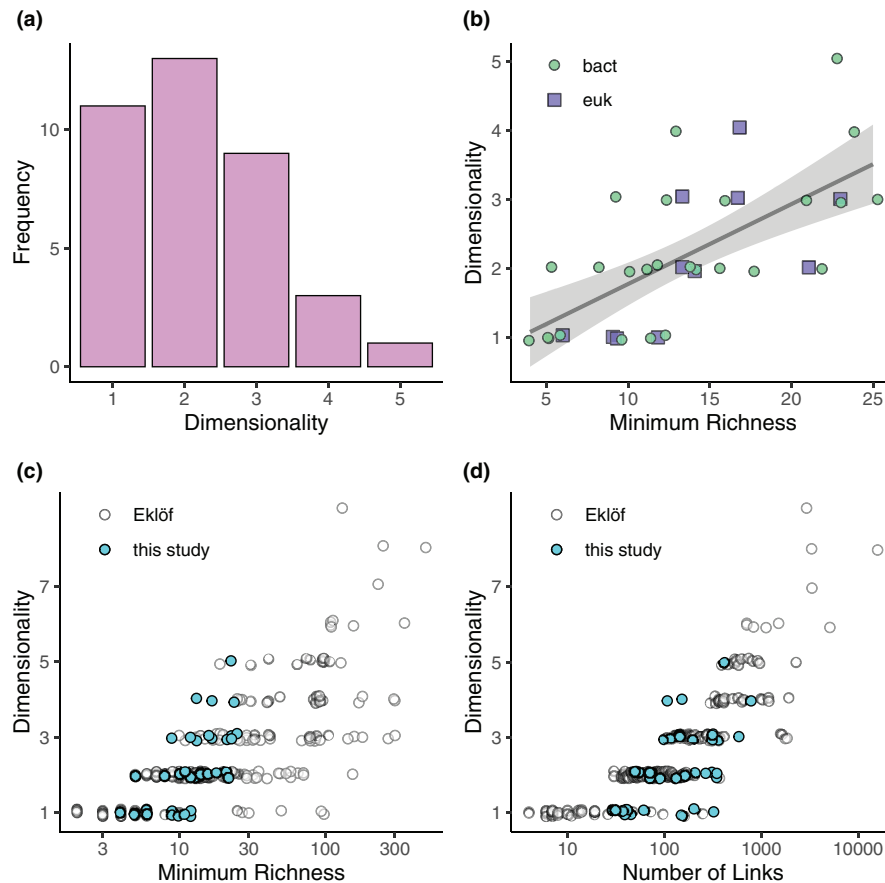 (a)
Frequency
10
5
0
1 2 3 4 5
Dimensionality
(b)
bact
euk
Dimensionality
5
4
3
2
1
5 10 15 20 25
Minimum Richness
(c)
Eklöf
this study
Dimensionality
7
5
3
1
3 10 30 100 300
Minimum Richness
(d)
Eklöf
this study
Dimensionality
7
5
3
1
10 100 1000 10000
Number of Links